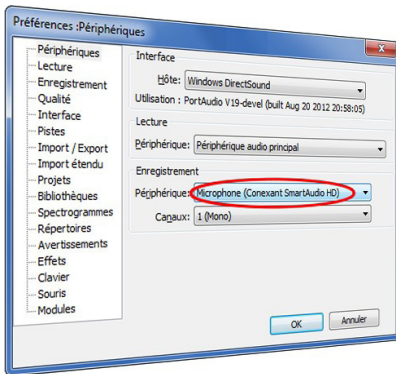 Préférences :Périphériques
Périphériques
Lecture
Enregistrement
Qualité
Interface
Pistes
Import / Export
Import étendu
Projets
Bibliothèques
Spectrogrammes
Répertoires
Avertissements
Effets
Clavier
Souris
Modules
Interface
Hôte: Windows DirectSound
Utilisation : PortAudio V19-devel (built Aug 20 2012 20:58:05)
Lecture
Périphérique: Périphérique audio principal
Enregistrement
Périphérique: Microphone (Conexant SmartAudio HD)
Canaux: 1 (Mono)
OK
Annuler